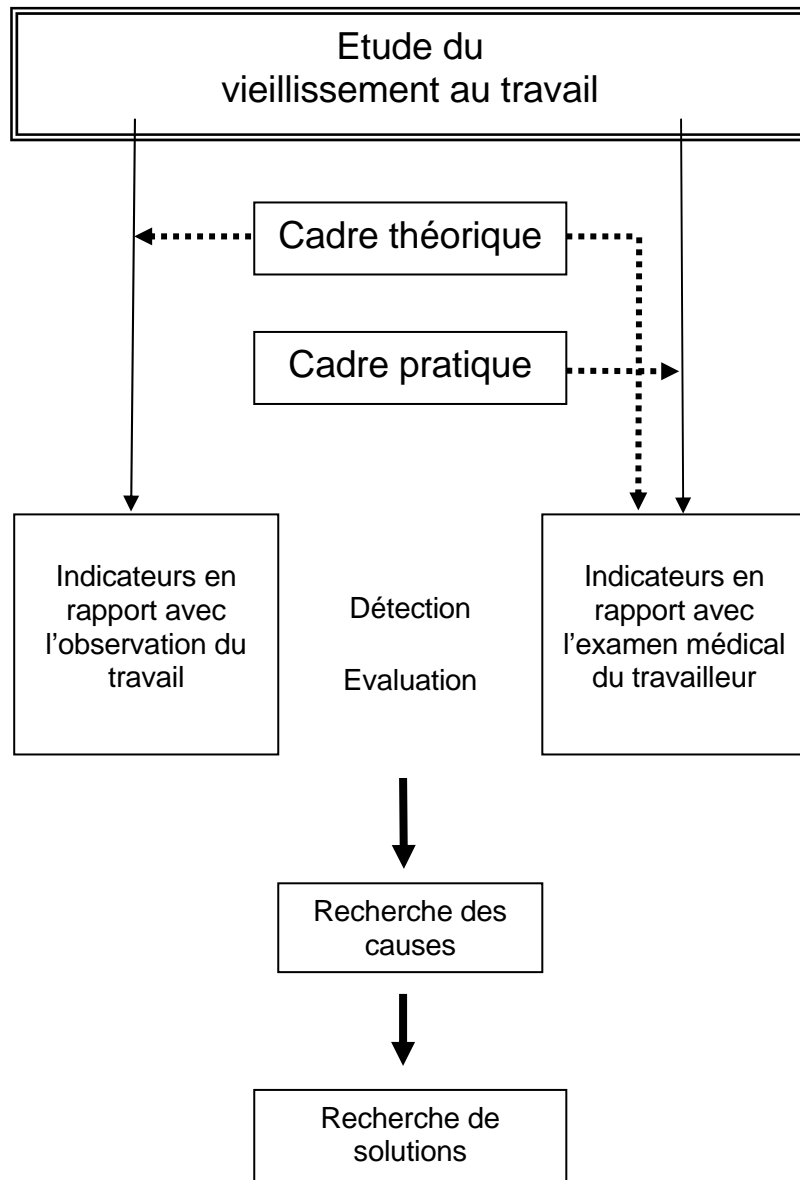 Etude du
vieillissement au travail
Cadre théorique
Cadre pratique
Indicateurs en
rapport avec
l’observation du
travail
Détection
Evaluation
Indicateurs en
rapport avec
l’examen médical
du travailleur
Recherche des
causes
Recherche de
solutions